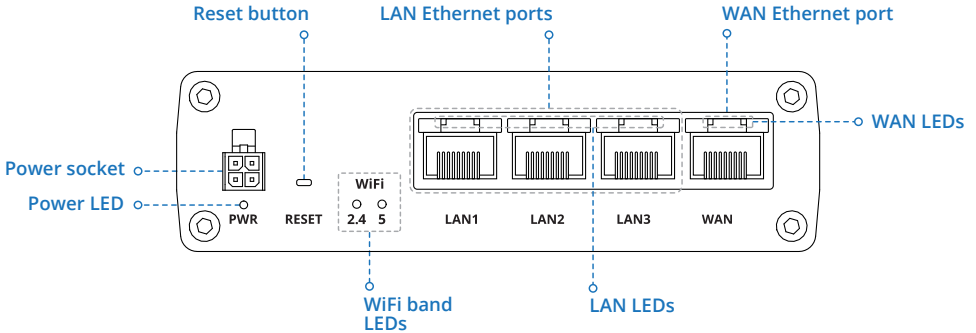 Reset button
LAN Ethernet ports
WAN Ethernet port
WAN LEDs
Power socket
WiFi
Power LED
PWR
RESET
2.4 5
LAN1
LAN2
LAN3
WAN
WiFi band
LEDs
LAN LEDs